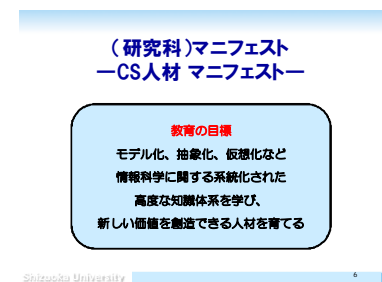 （研究科）マニフェスト
ーCS人材 マニフェストー
教育の目標
モデル化、抽象化、仮想化など
情報科学に関する系統化された
高度な知識体系を学び、
新しい価値を創造できる人材を育てる
Shizuoka University
6